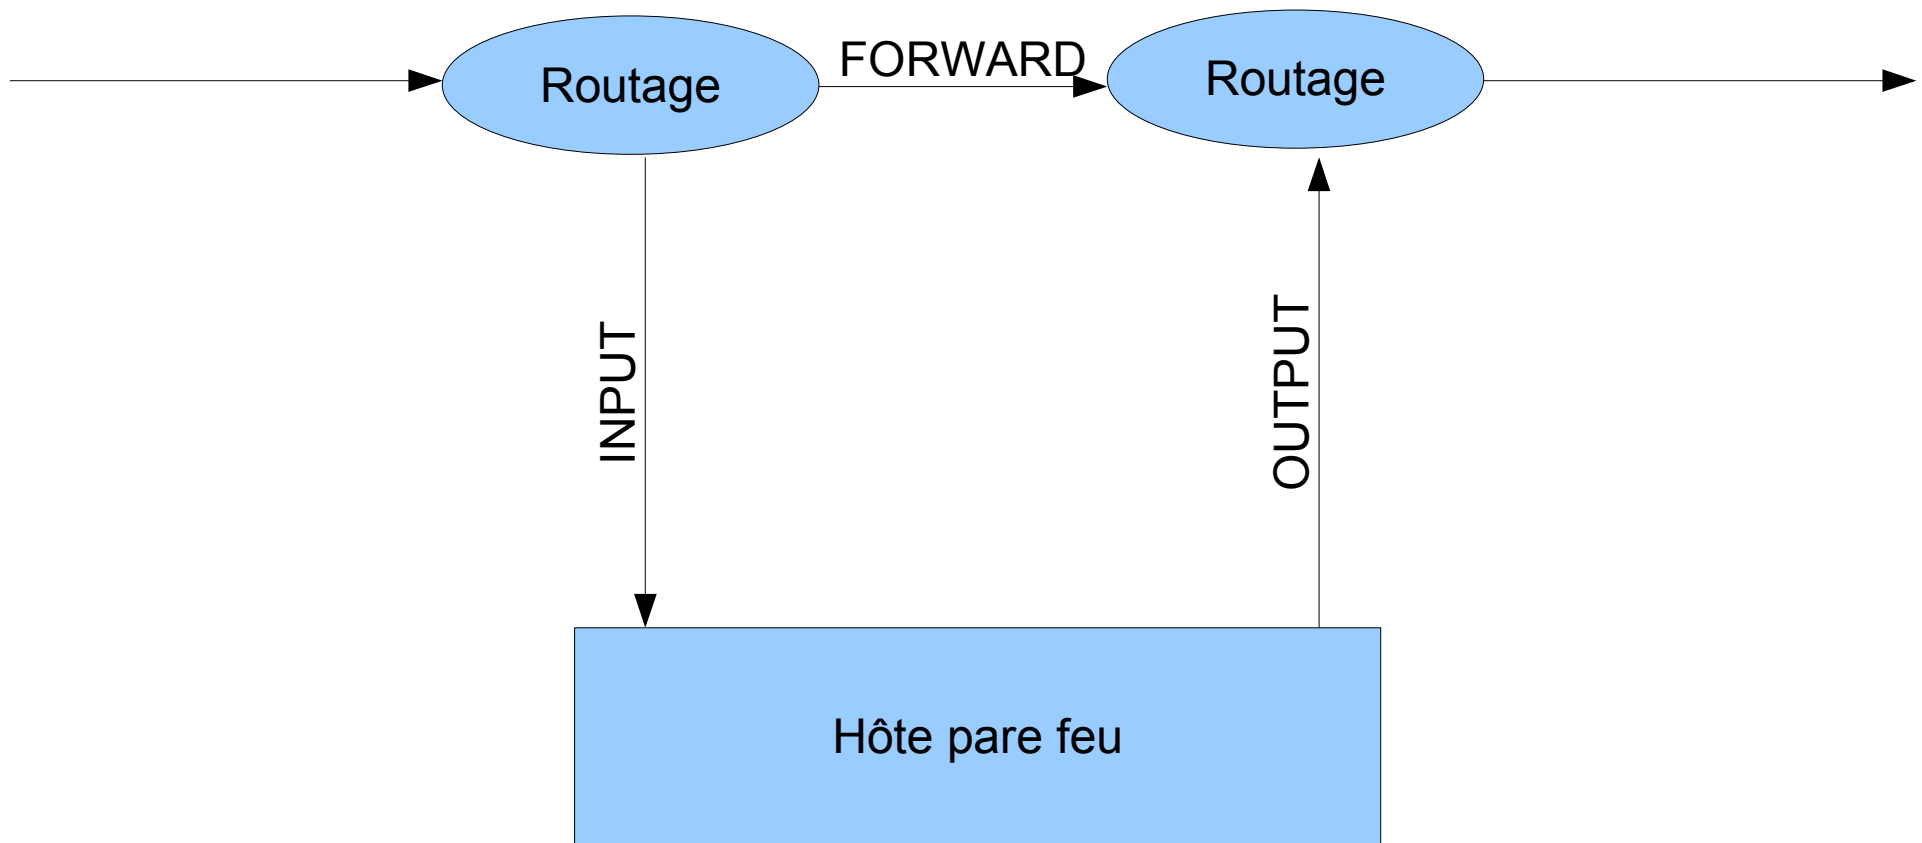 Routage
FORWARD
Routage
INPUT
OUTPUT
Hôte pare feu